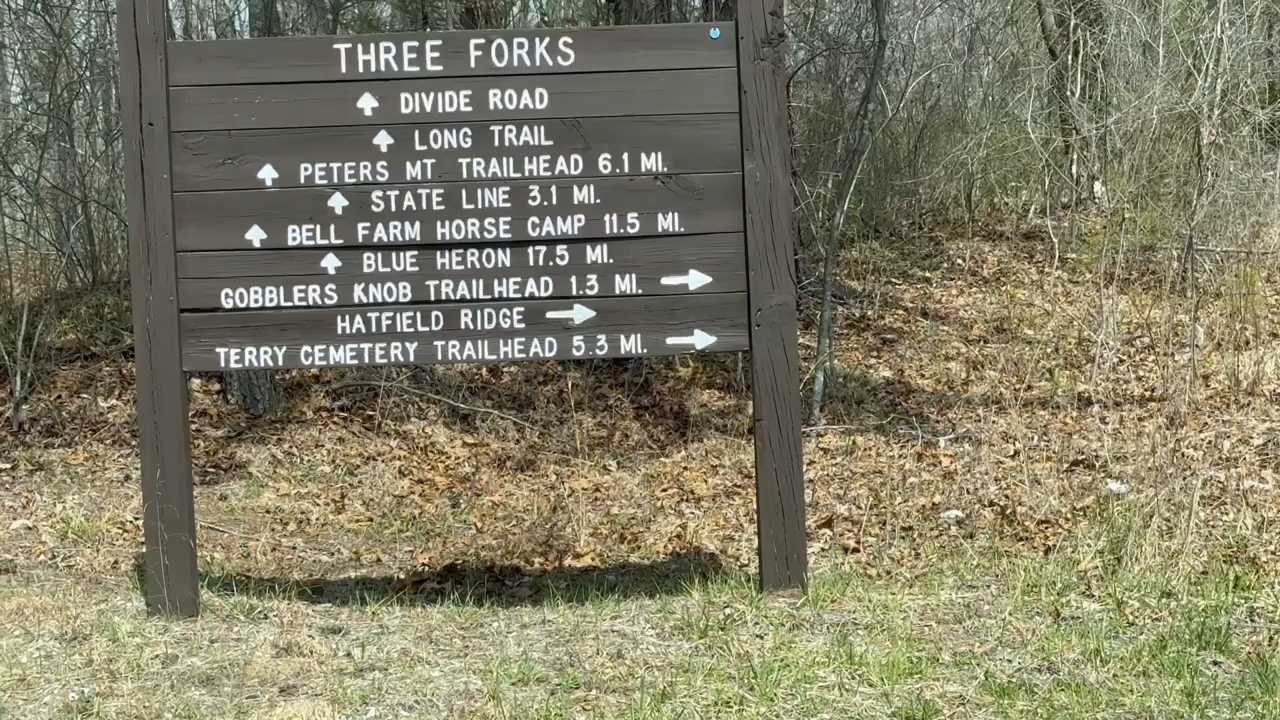 THREE FORKS
DIVIDE ROAD
LONG TRAIL
PETERS MT TRAILHEAD 6.1 MI.
STATE LINE 3.1 MI.
BELL FARM HORSE CAMP 11.5 MI.
BLUE HERON 17.5 MI.
GOBBLERS KNOB TRAILHEAD 1.3 MI.
HATFIELD RIDGE
TERRY CEMETERY TRAILHEAD 5.3 MI.